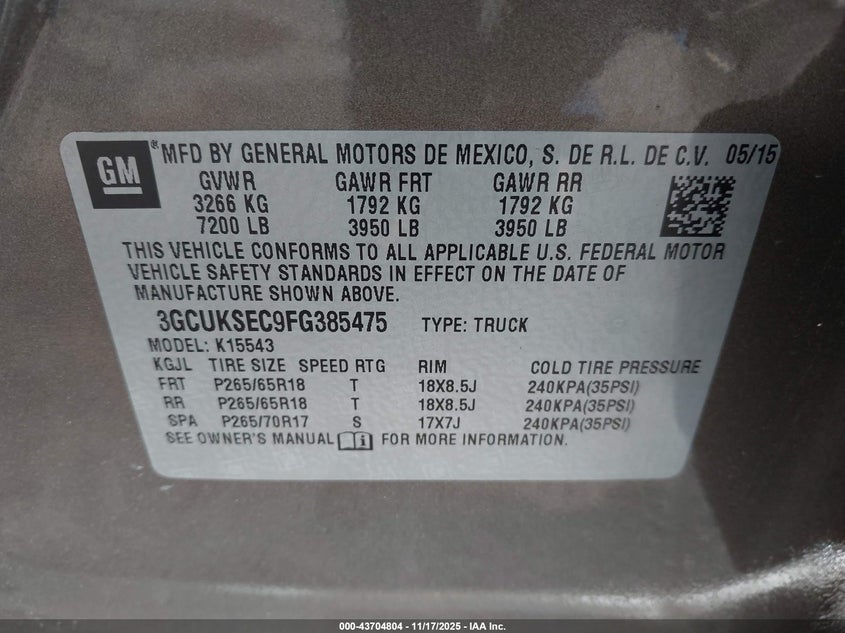 GM
® MFD BY GENERAL MOTORS DE MEXICO, S. DE R.L. DE C.V. 05/15
GVWR GAWR FRT GAWR RR
3266 KG 1792 KG 1792 KG
7200 LB 3950 LB 3950 LB
THIS VEHICLE CONFORMS TO ALL APPLICABLE U.S. FEDERAL MOTOR
VEHICLE SAFETY STANDARDS IN EFFECT ON THE DATE OF
MANUFACTURE SHOWN ABOVE.
3GCUKSEC9FG385475 TYPE: TRUCK
MODEL: K15543
KGJL TIRE SIZE SPEED RTG RIM COLD TIRE PRESSURE
FRT P265/65R18 T 18X8.5J 240KPA(35PSI)
RR P265/65R18 T 18X8.5J 240KPA(35PSI)
SPA P265/70R17 S 17X7J 240KPA(35PSI)
SEE OWNER'S MANUAL FOR MORE INFORMATION.
000-43704804 - 11/17/2025 - IAA Inc.